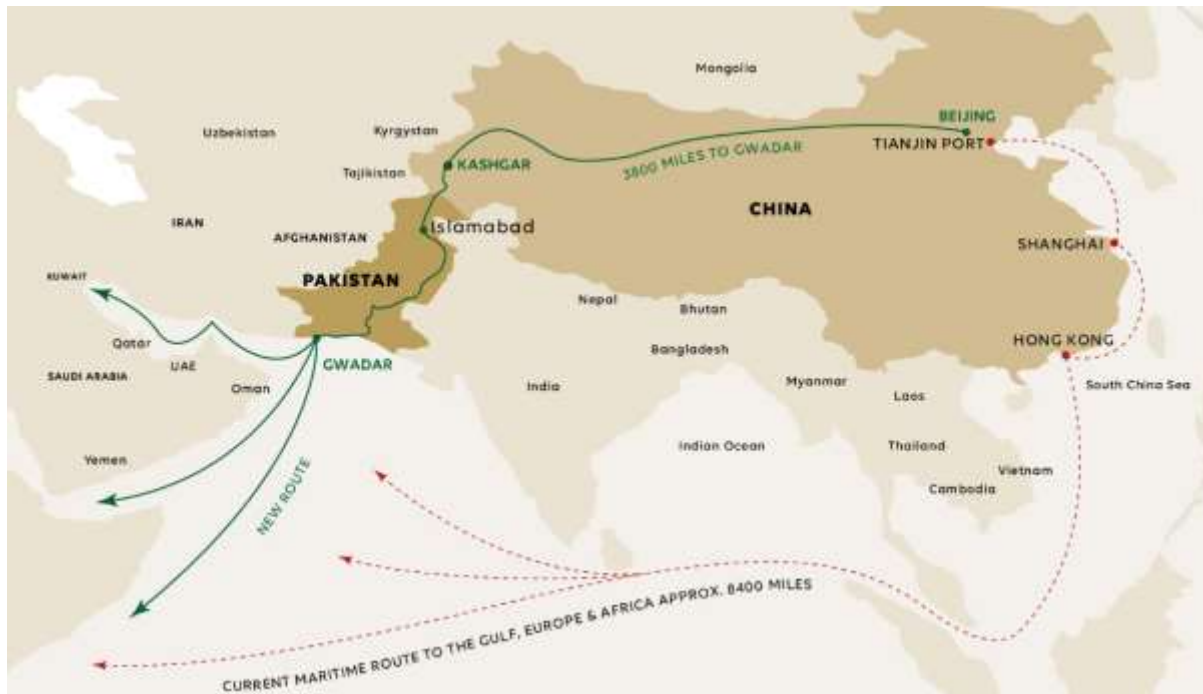 Mongolia
BEIJING
Uzbekistan
Kyrgystan
TIANJIN PORT
3800 MILES TO GWADAR
KASHGAR
Tajikistan
CHINA
IRAN
AFGHANISTAN
Islamabad
SHANGHAI
KUWAIT
PAKISTAN
Nepal
Bhutan
Qatar
UAE
GWADAR
Bangladesh
HONG KONG
SAUDI ARABIA
Oman
India
Myanmar
Laos
South China Sea
Yemen
Indian Ocean
Thailand
Vietnam
Cambodia
NEW ROUTE
CURRENT MARITIME ROUTE TO THE GULF, EUROPE & AFRICA APPROX. 8400 MILES